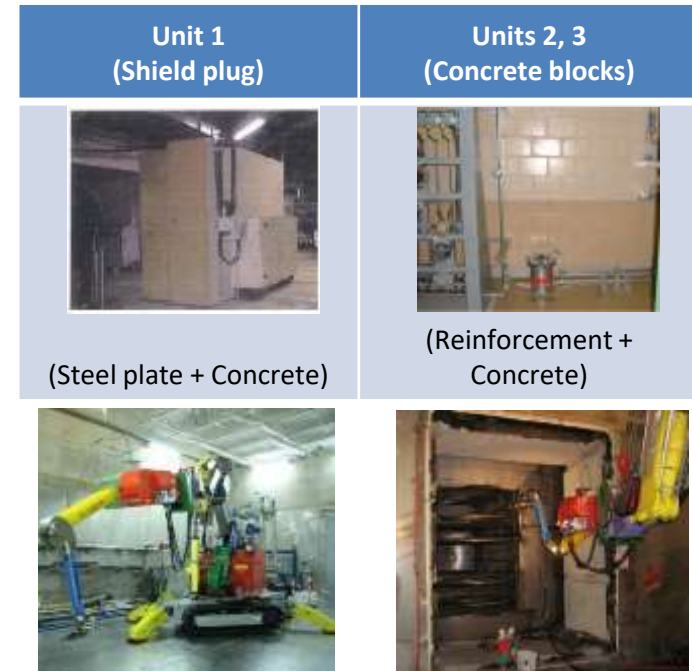 Unit 1
(Shield plug)
Units 2, 3
(Concrete blocks)
(Steel plate + Concrete)
(Reinforcement +
Concrete)